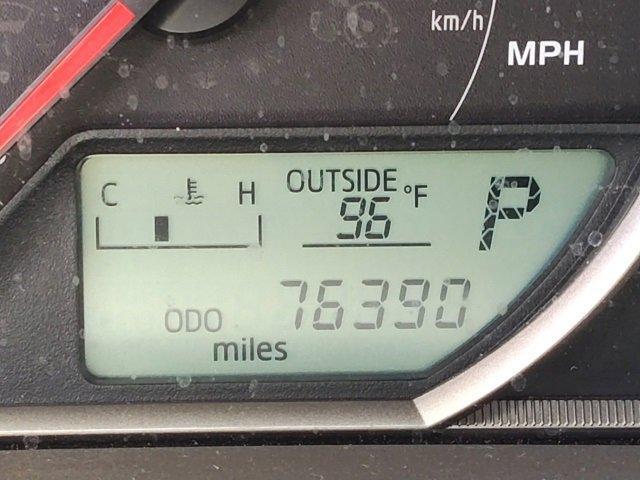 km/h
MPH
C H OUTSIDE
96 °F P
ODO 76390
miles